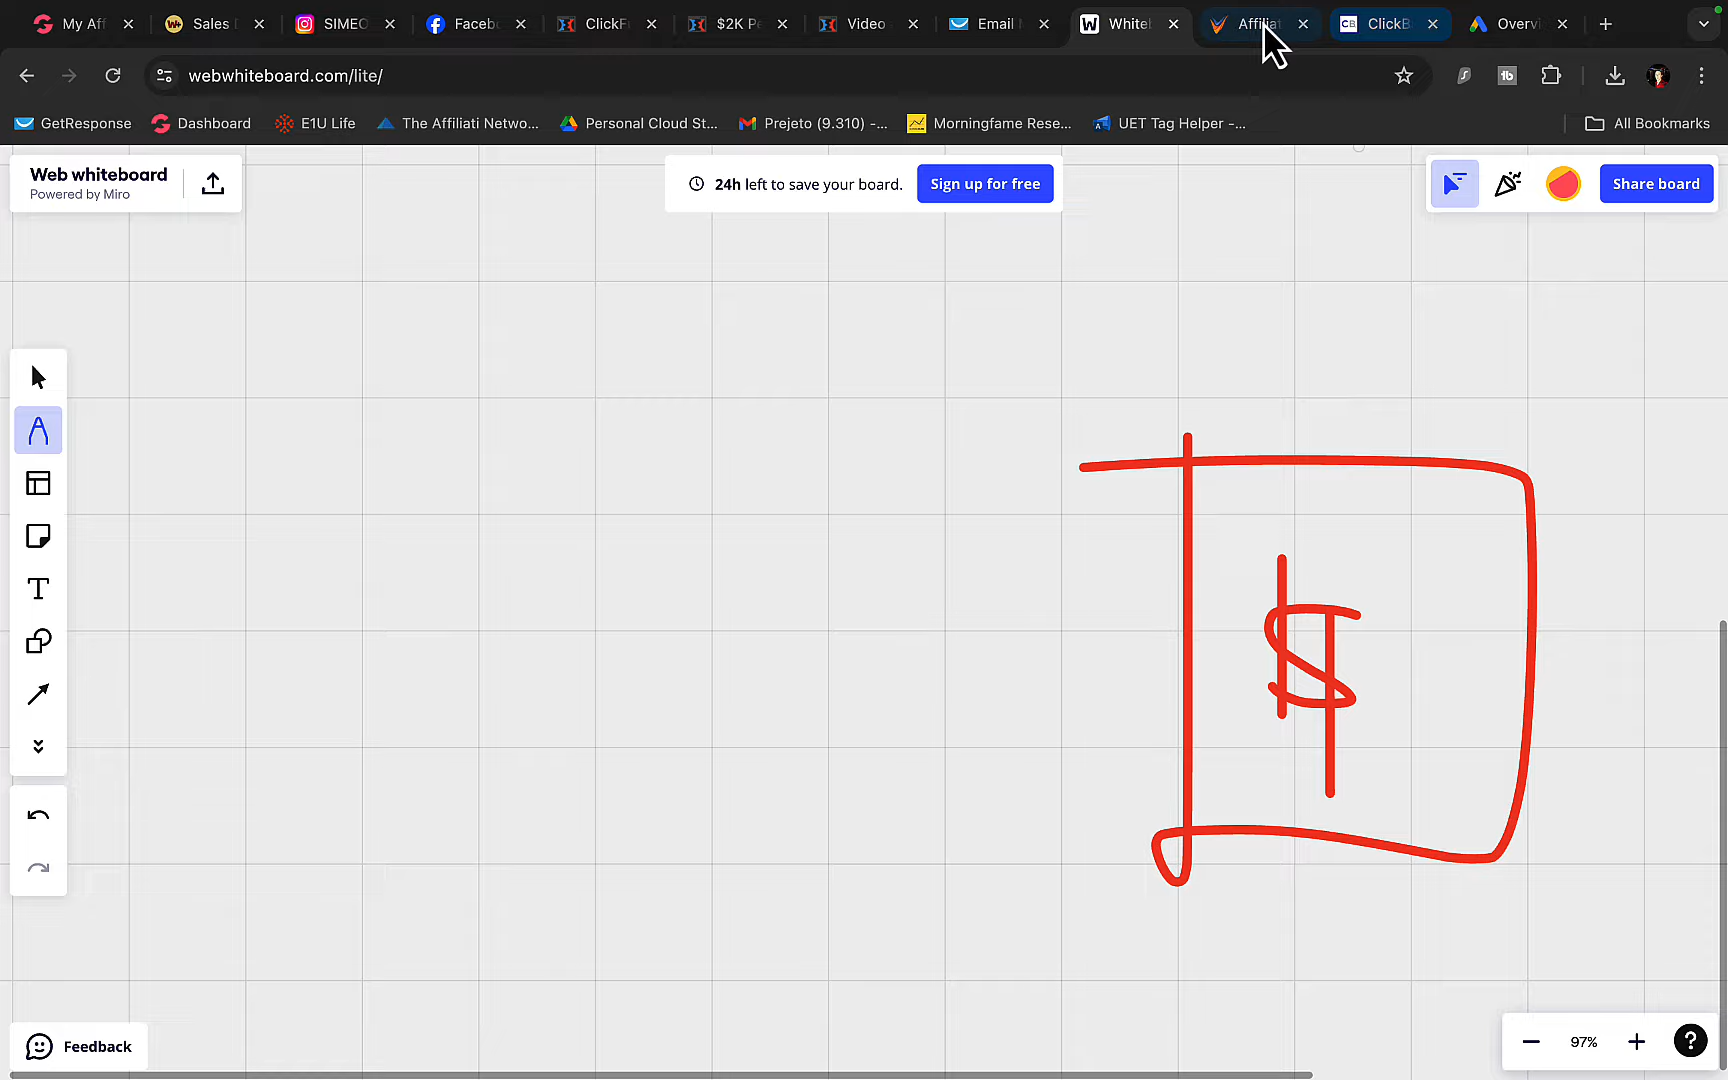 My Aff
Sales
SIMEO
Faceb
ClickF
$2K Pe
Video
Email
Whiteb
Affiliat
ClickB
Overvi
webwhiteboard.com/lite/
GetResponse
Dashboard
E1U Life
The Affiliati Netwo...
Personal Cloud St...
Prejeto (9.310) -...
Morningfame Rese...
UET Tag Helper -...
All Bookmarks
Web whiteboard
Powered by Miro
24h left to save your board.
Sign up for free
Share board
$
Feedback
97%